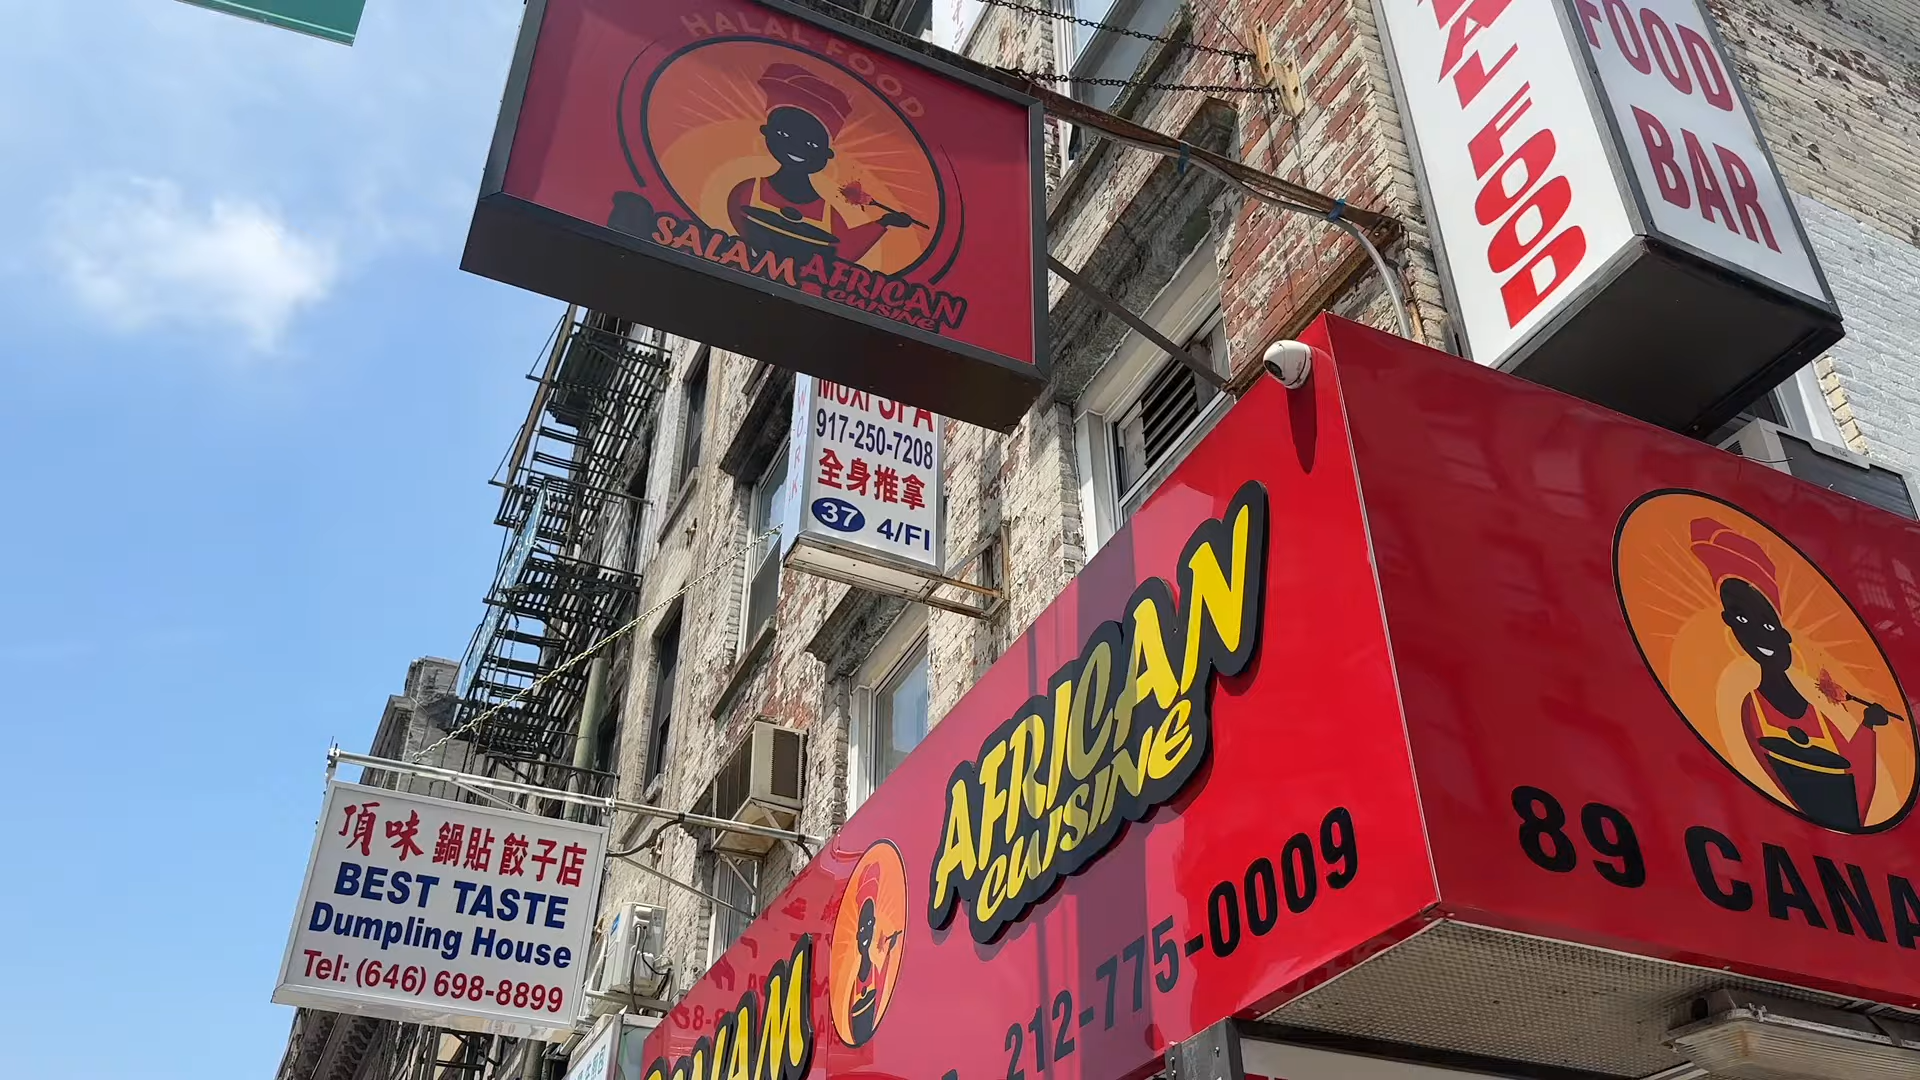 HALAL FOOD
SALAM AFRICAN
CUISINE
FOOD
FOOD
BAR
SPA
917-250-7208
全身推拿
37 4/Fl
WORK
頂味 鍋貼 餃子店
BEST TASTE
Dumpling House
Tel: (646) 698-8899
AFRICAN
CUISINE
212-775-0009
89